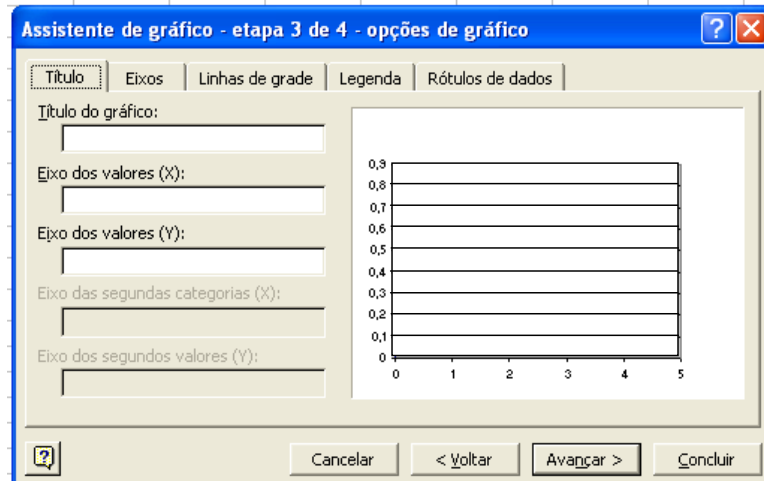 Assistente de gráfico - etapa 3 de 4 - opções de gráfico
Título Eixos Linhas de grade Legenda Rótulos de dados
Título do gráfico:
Eixo dos valores (X):
Eixo dos valores (Y):
Eixo das segundas categorias (X):
Eixo dos segundos valores (Y):
0,9
0,8
0,7
0,6
0,5
0,4
0,3
0,2
0,1
0
0 1 2 3 4 5
Cancelar < Voltar Avançar > Concluir